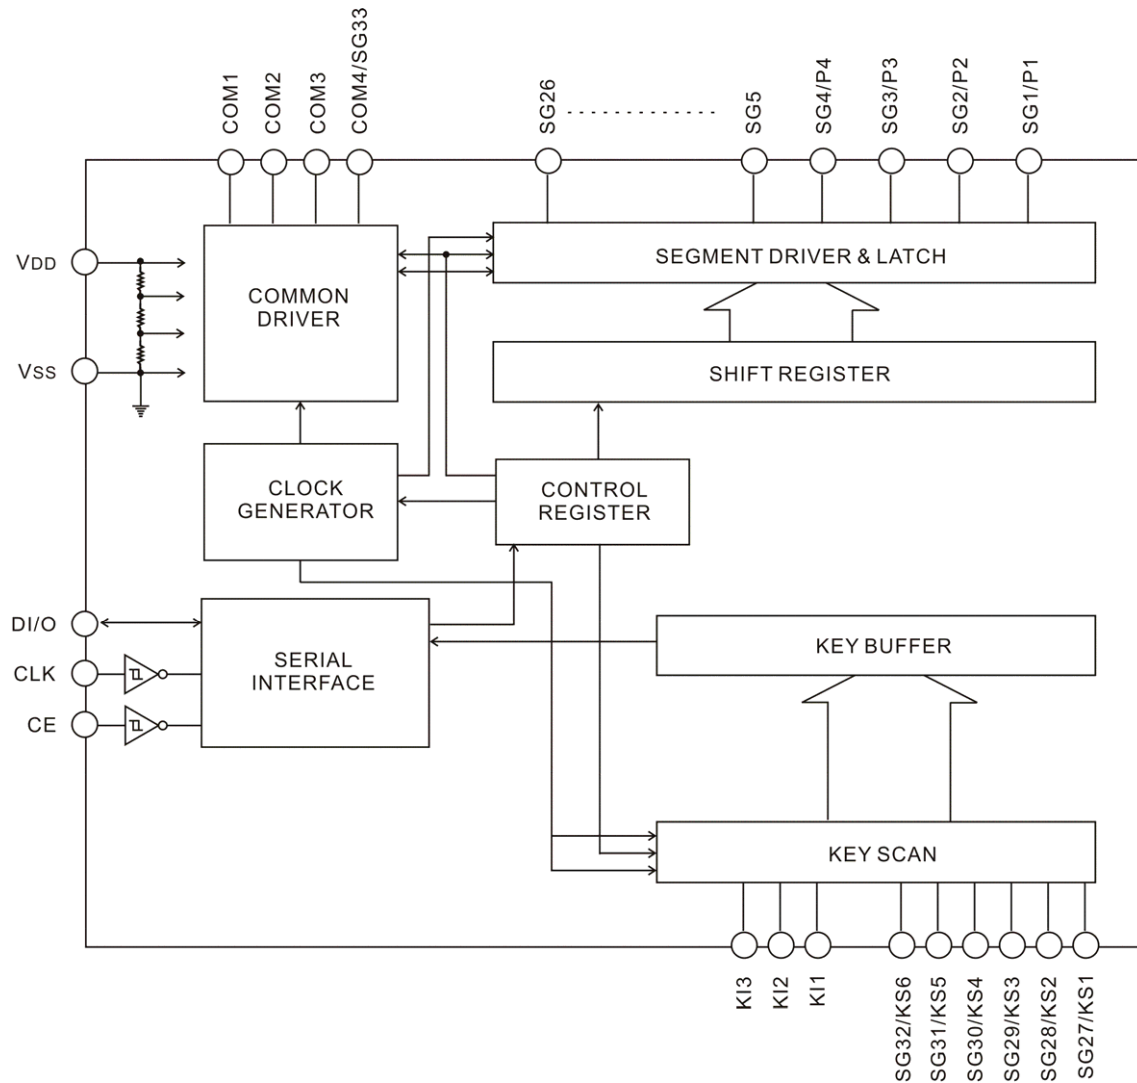 COM1
COM2
COM3
COM4/SG33
SG26
SG5
SG4/P4
SG3/P3
SG2/P2
SG1/P1
VDD
VSS
COMMON
DRIVER
SEGMENT DRIVER & LATCH
SHIFT REGISTER
CLOCK
GENERATOR
CONTROL
REGISTER
DI/O
CLK
CE
SERIAL
INTERFACE
KEY BUFFER
KEY SCAN
KI3
KI2
KI1
SG32/KS6
SG31/KS5
SG30/KS4
SG29/KS3
SG28/KS2
SG27/KS1